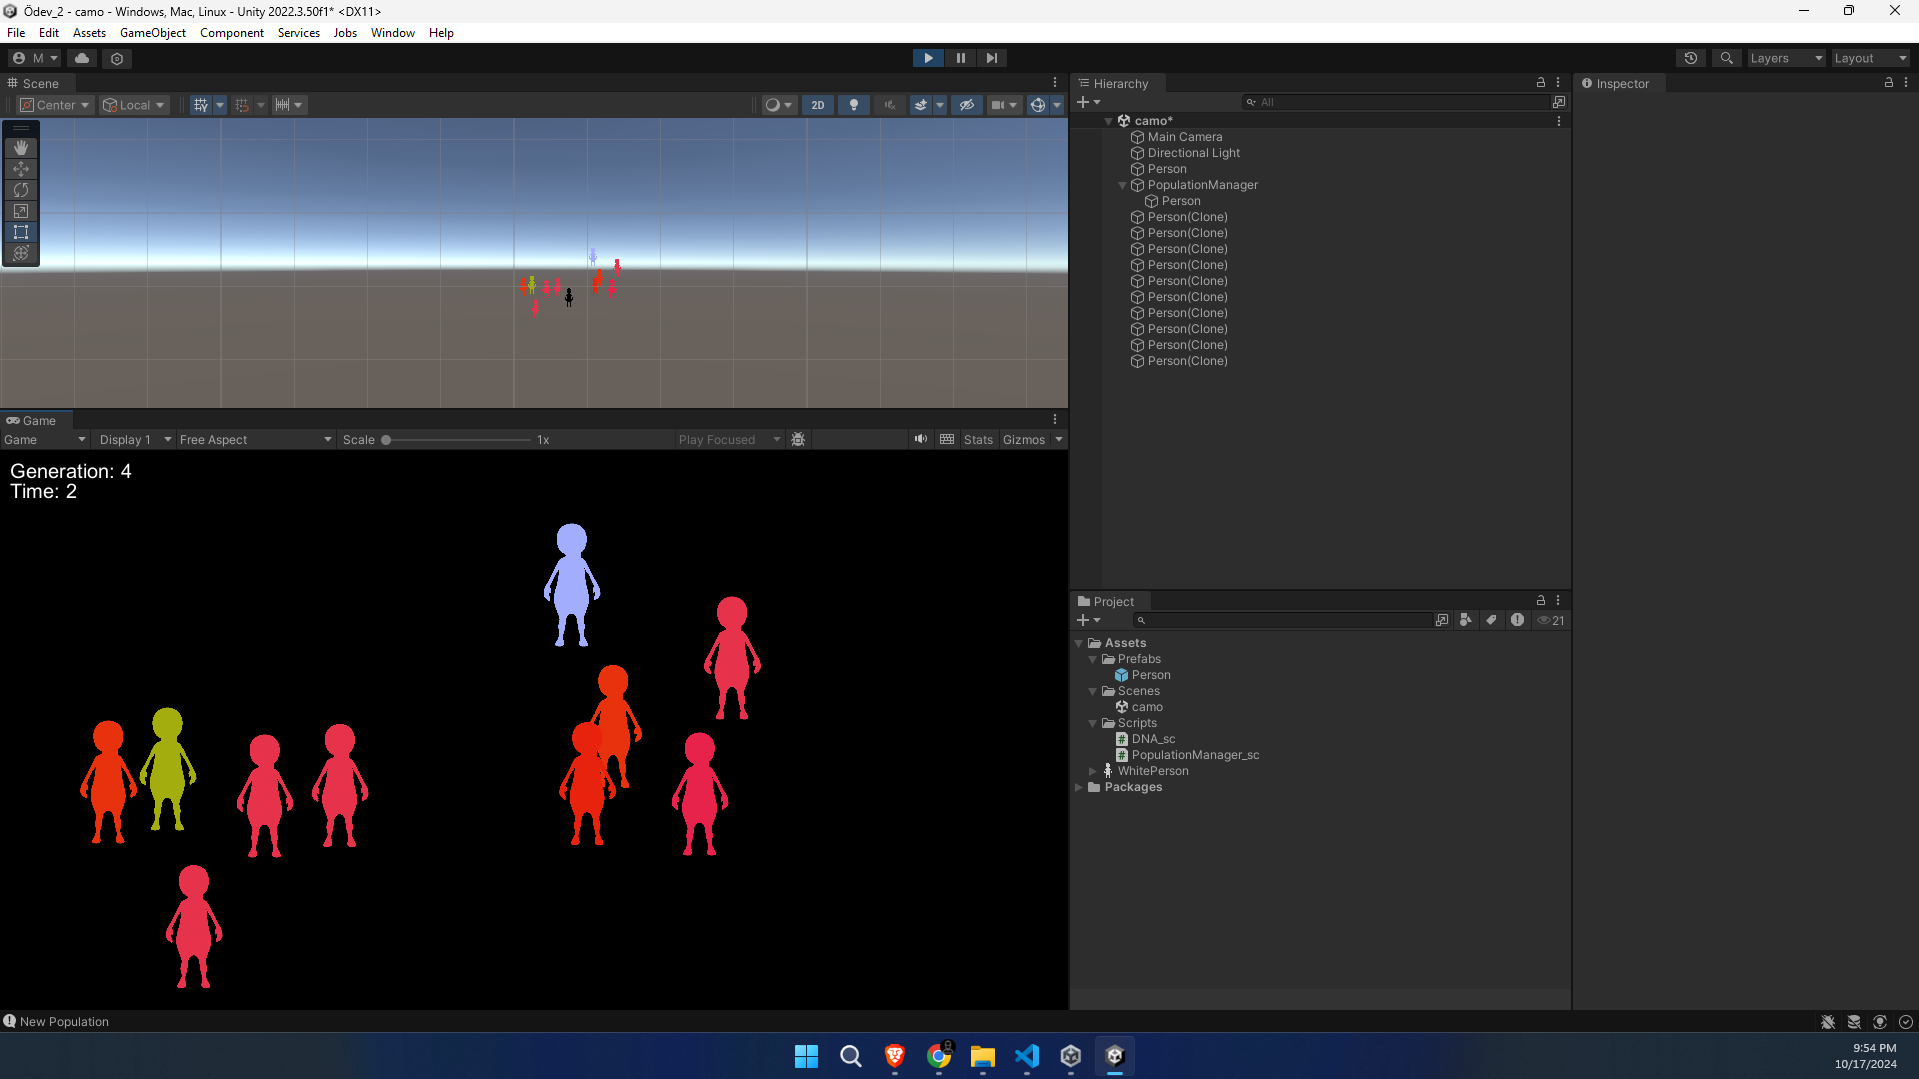 Ödev_2 - camo - Windows, Mac, Linux - Unity 2022.3.50f1* <DX11>
File Edit Assets GameObject Component Services Jobs Window Help
M Layers Layout
Scene
Center Local 2D
Hierarchy
All
camo*
Main Camera
Directional Light
Person
PopulationManager
Person
Person(Clone)
Person(Clone)
Person(Clone)
Person(Clone)
Person(Clone)
Person(Clone)
Person(Clone)
Person(Clone)
Person(Clone)
Person(Clone)
Inspector
Game
Game Display 1 Free Aspect Scale 1x Play Focused Stats Gizmos
Generation: 4
Time: 2
Project
21
Assets
Prefabs
Person
Scenes
camo
Scripts
DNA_sc
PopulationManager_sc
WhitePerson
Packages
New Population
9:54 PM
10/17/2024